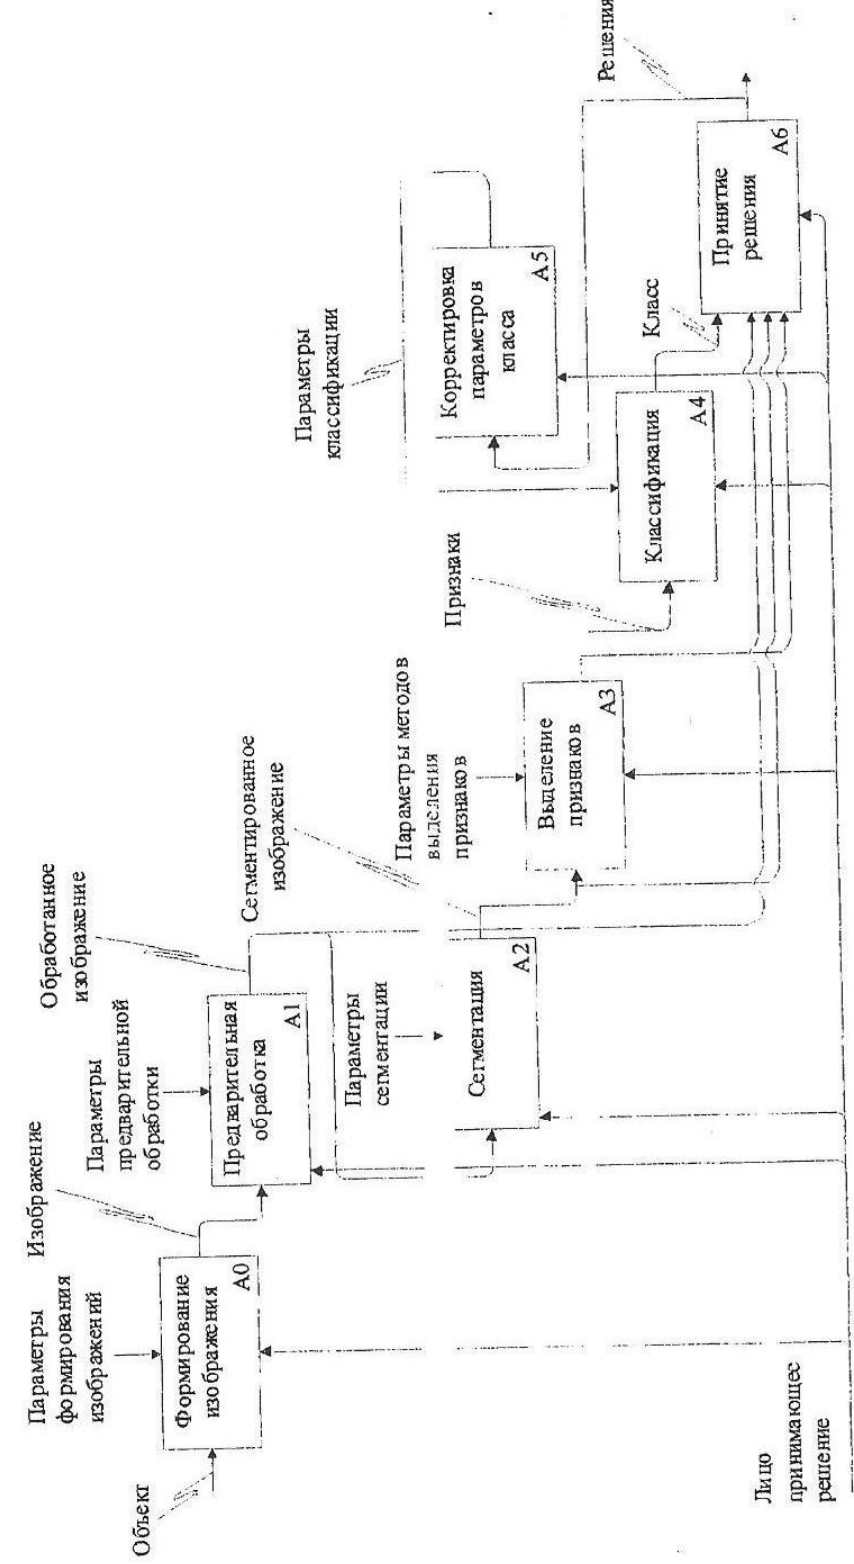 Объект
Параметры
формирования
изображений
Формирование
изображения
A0
Изображение
Параметры
предварительной
обработки
Предварительная
обработка
A1
Обработанное
изображение
Параметры
сегментации
Сегментация
A2
Сегментированное
изображение
Параметры методов
выделения
признаков
Выделение
признаков
A3
Признаки
Классификация
A4
Параметры
классификации
Корректировка
параметров
класса
A5
Класс
Принятие
решения
A6
Решения
Лицо
принимающее
решение